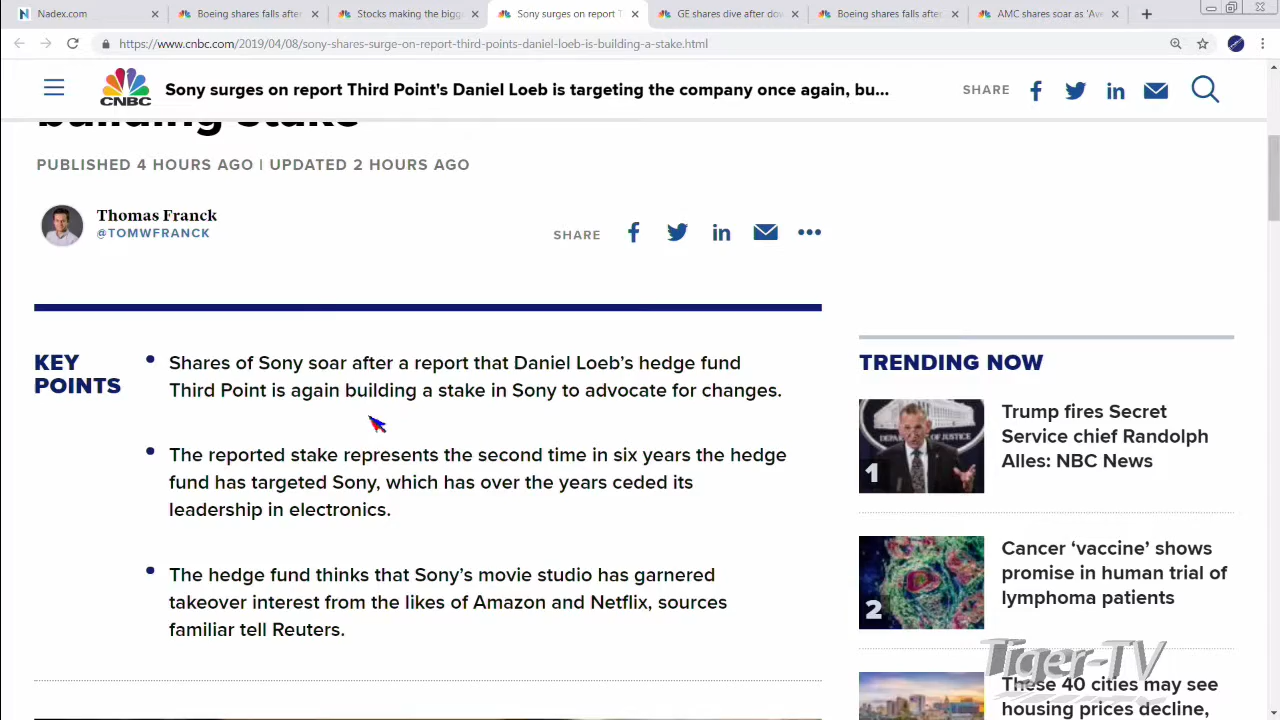 Nadex.com
Boeing shares falls after
Stocks making the bigge
Sony surges on report T
GE shares dive after dow
Boeing shares falls after
AMC shares soar as 'Ave
https://www.cnbc.com/2019/04/08/sony-shares-surge-on-report-third-points-daniel-loeb-is-building-a-stake.html
CNBC
Sony surges on report Third Point's Daniel Loeb is targeting the company once again, bu...
SHARE
building stake
PUBLISHED 4 HOURS AGO | UPDATED 2 HOURS AGO
Thomas Franck
@TOMWFRANCK
SHARE
KEY
POINTS
Shares of Sony soar after a report that Daniel Loeb’s hedge fund
Third Point is again building a stake in Sony to advocate for changes.
The reported stake represents the second time in six years the hedge
fund has targeted Sony, which has over the years ceded its
leadership in electronics.
The hedge fund thinks that Sony’s movie studio has garnered
takeover interest from the likes of Amazon and Netflix, sources
familiar tell Reuters.
TRENDING NOW
1
Trump fires Secret
Service chief Randolph
Alles: NBC News
2
Cancer ‘vaccine’ shows
promise in human trial of
lymphoma patients
These 40 cities may see
housing prices decline,
Tiger-TV